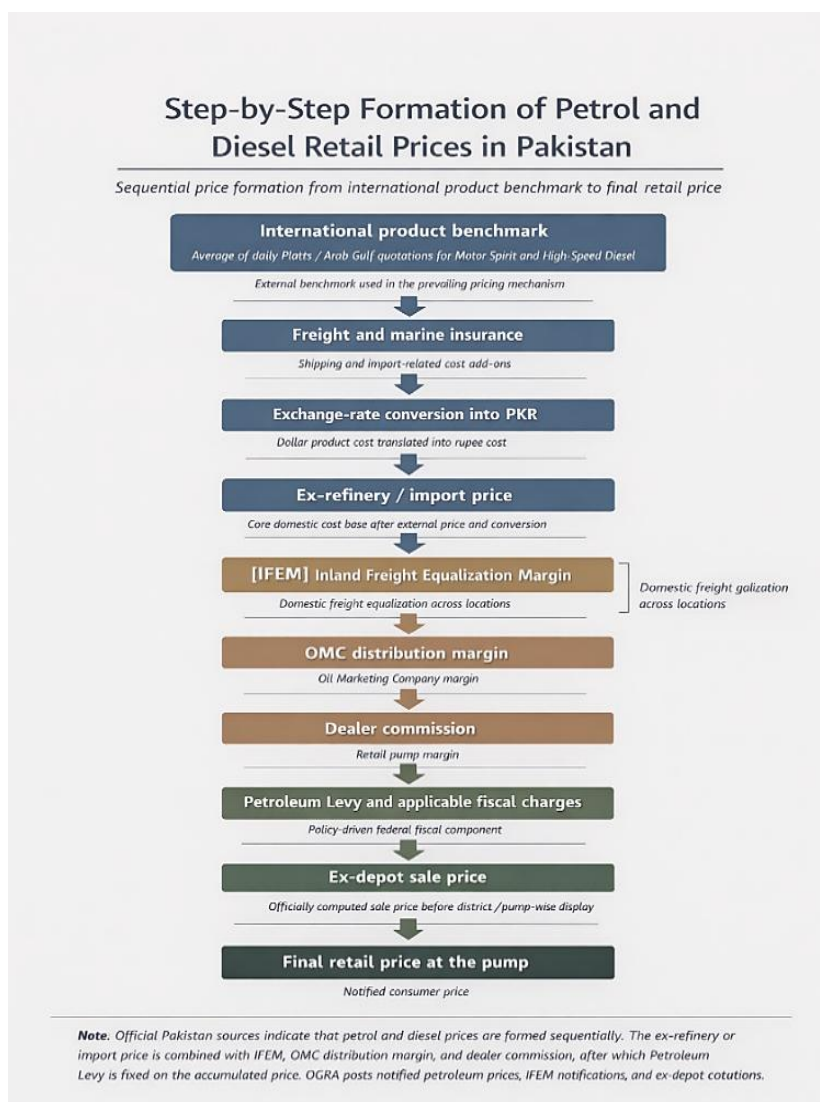 Step-by-Step Formation of Petrol and
Diesel Retail Prices in Pakistan
Sequential price formation from international product benchmark to final retail price
International product benchmark
Average of daily Platts / Arab Gulf quotations for Motor Spirit and High-Speed Diesel
External benchmark used in the prevailing pricing mechanism
Freight and marine insurance
Shipping and import-related cost add-ons
Exchange-rate conversion into PKR
Dollar product cost translated into rupee cost
Ex-refinery / import price
Core domestic cost base after external price and conversion
[IFEM] Inland Freight Equalization Margin
Domestic freight equalization across locations
Domestic freight galization
across locations
OMC distribution margin
Oil Marketing Company margin
Dealer commission
Retail pump margin
Petroleum Levy and applicable fiscal charges
Policy-driven federal fiscal component
Ex-depot sale price
Officially computed sale price before district /pump-wise display
Final retail price at the pump
Notified consumer price
Note. Official Pakistan sources indicate that petrol and diesel prices are formed sequentially. The ex-refinery or
import price is combined with IFEM, OMC distribution margin, and dealer commission, after which Petroleum
Levy is fixed on the accumulated price. OGRA posts notified petroleum prices, IFEM notifications, and ex-depot cotutions.